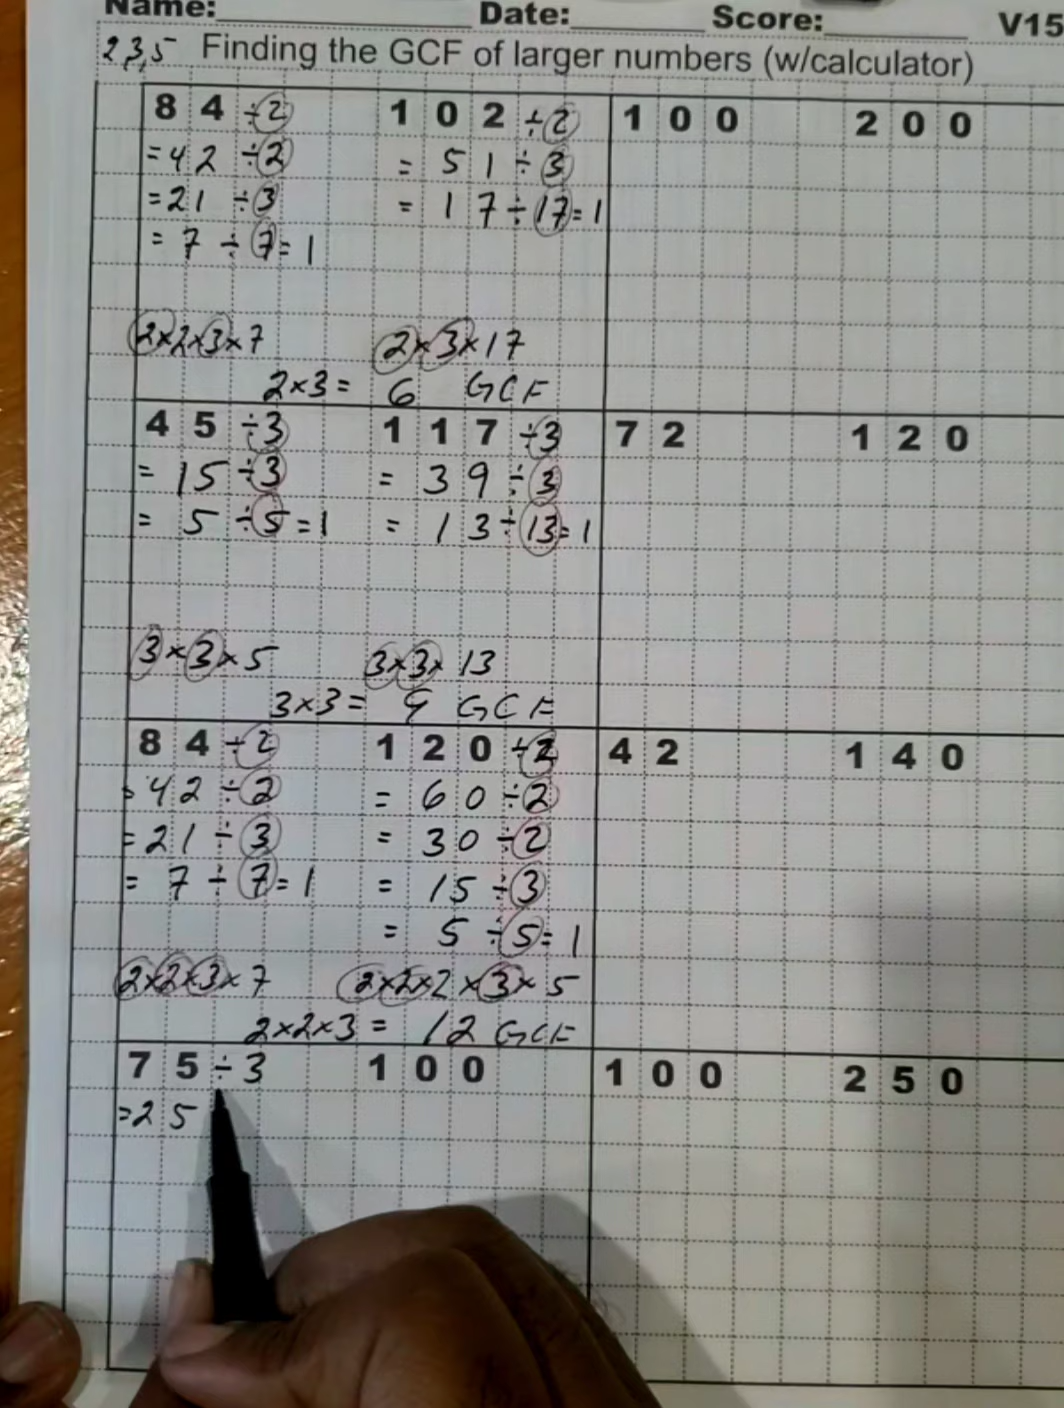 Name: Date: Score: V15
2,3,5 Finding the GCF of larger numbers (w/calculator)
84 ÷2 102 ÷2 100 200
=42 ÷2 = 51 ÷3
=21 ÷3 = 17÷17=1
= 7 ÷7=1
2×2×3×7 2×3×17
2×3= 6 GCF
45 ÷3 117 ÷3 72 120
= 15÷3 = 39÷3
= 5 ÷5=1 = 13÷13=1
3×3×5 3×3×13
3×3= 9 GCF
84÷2 120÷2 42 140
=42÷2 = 60÷2
=21÷3 = 30÷2
= 7÷7=1 = 15÷3
= 5÷5=1
2×2×3×7 2×2×2×3×5
2×2×3 = 12 GCF
75÷3 100 100 250
=25